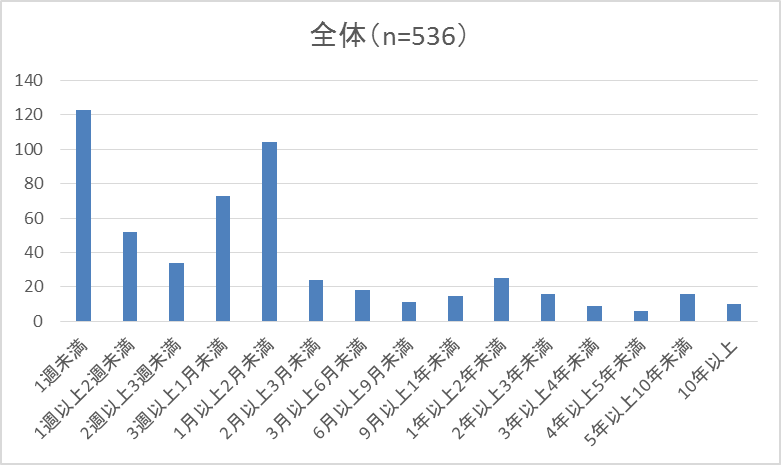 全体（n=536）
140
120
100
80
60
40
20
0
1週未満
1週以上2週未満
2週以上3週未満
3週以上1月未満
1月以上2月未満
2月以上3月未満
3月以上6月未満
6月以上9月未満
9月以上1年未満
1年以上2年未満
2年以上3年未満
3年以上4年未満
4年以上5年未満
5年以上10年未満
10年以上